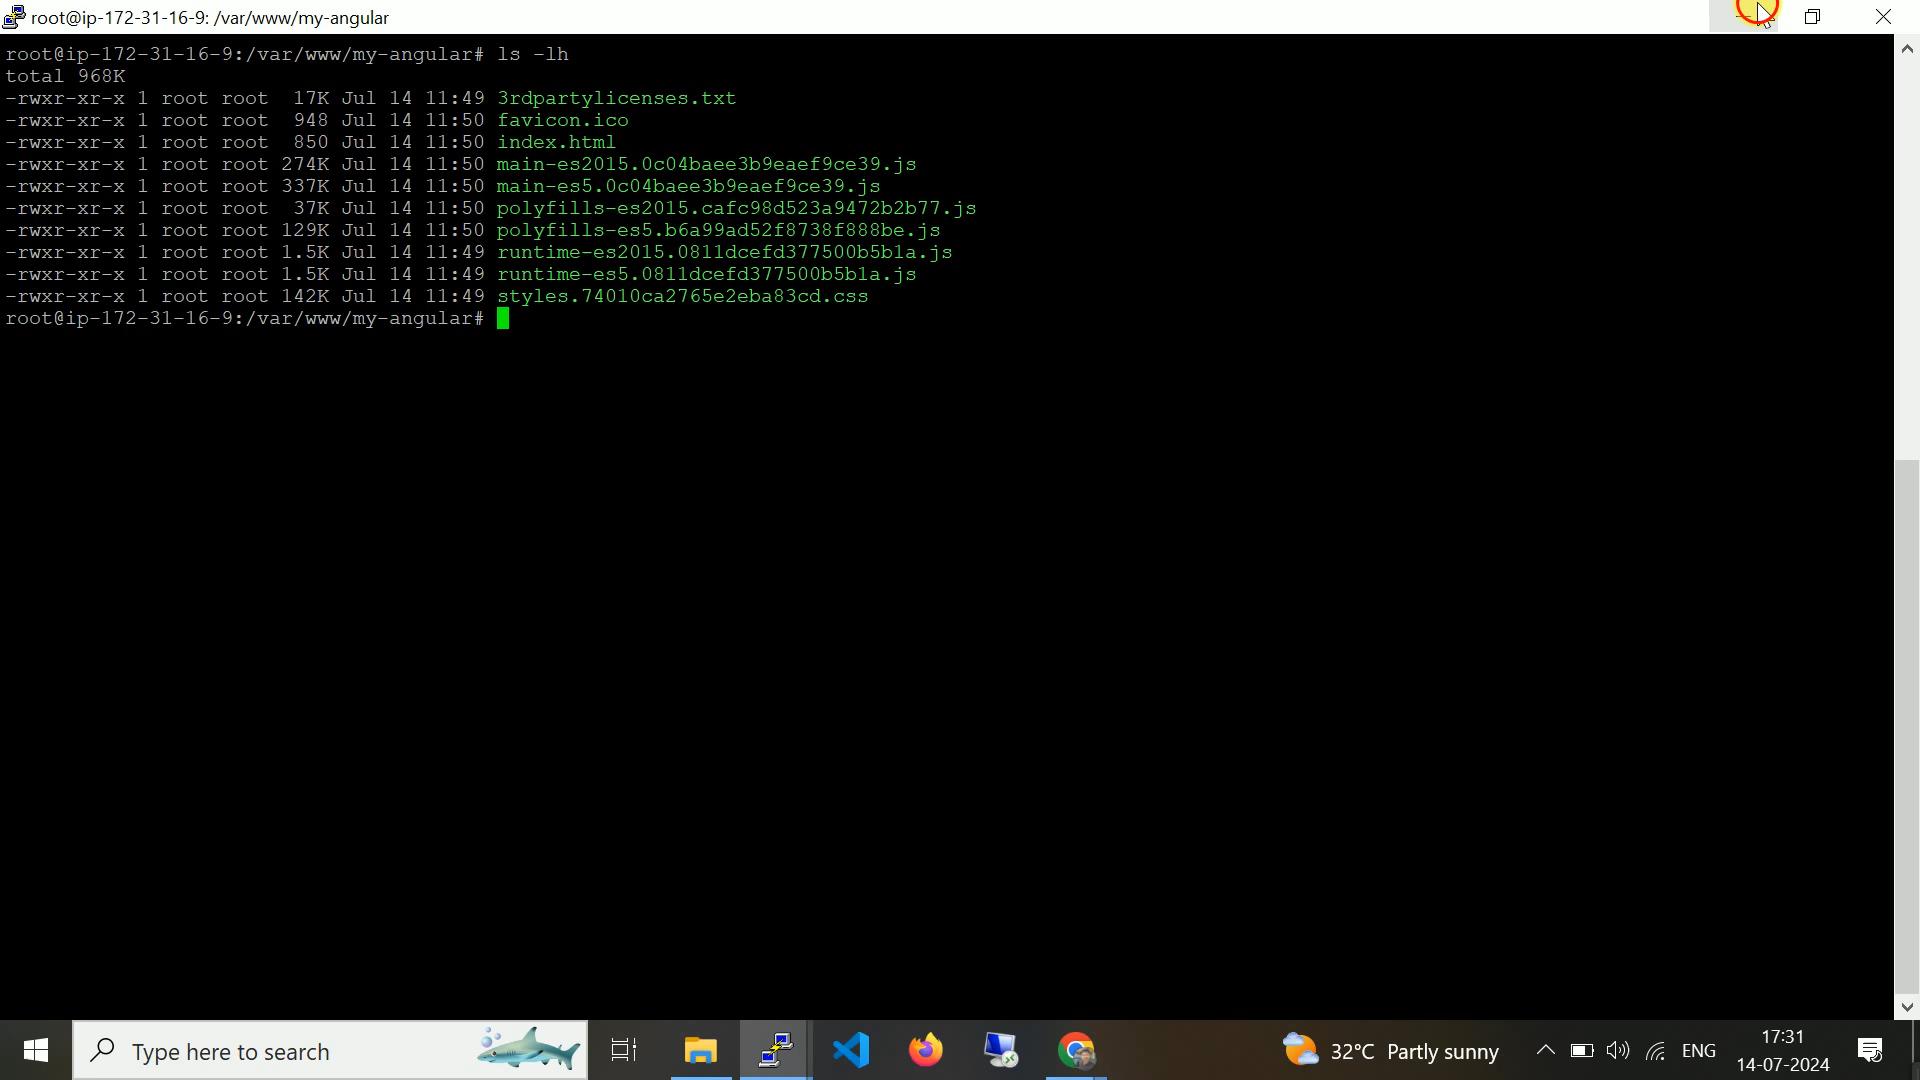 root@ip-172-31-16-9: /var/www/my-angular
root@ip-172-31-16-9:/var/www/my-angular# ls -lh
total 968K
-rwxr-xr-x 1 root root  17K Jul 14 11:49 3rdpartylicenses.txt
-rwxr-xr-x 1 root root  948 Jul 14 11:50 favicon.ico
-rwxr-xr-x 1 root root  850 Jul 14 11:50 index.html
-rwxr-xr-x 1 root root 274K Jul 14 11:50 main-es2015.0c04baee3b9eaef9ce39.js
-rwxr-xr-x 1 root root 337K Jul 14 11:50 main-es5.0c04baee3b9eaef9ce39.js
-rwxr-xr-x 1 root root  37K Jul 14 11:50 polyfills-es2015.cafc98d523a9472b2b77.js
-rwxr-xr-x 1 root root 129K Jul 14 11:50 polyfills-es5.b6a99ad52f8738f888be.js
-rwxr-xr-x 1 root root 1.5K Jul 14 11:49 runtime-es2015.0811dcefd377500b5b1a.js
-rwxr-xr-x 1 root root 1.5K Jul 14 11:49 runtime-es5.0811dcefd377500b5b1a.js
-rwxr-xr-x 1 root root 142K Jul 14 11:49 styles.74010ca2765e2eba83cd.css
root@ip-172-31-16-9:/var/www/my-angular#
Type here to search
32°C Partly sunny
ENG
17:31
14-07-2024